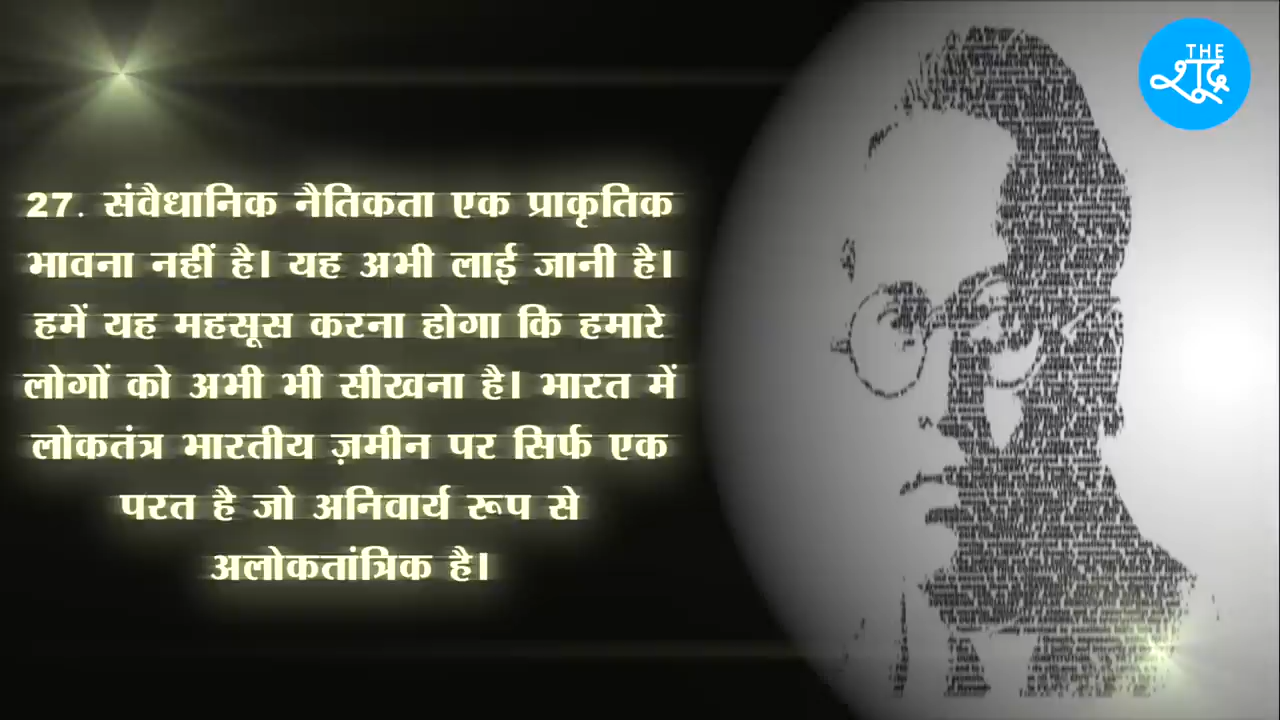 THE
शूद्र
27. संवैधानिक नैतिकता एक प्राकृतिक
भावना नहीं है। यह अभी लाई जानी है।
हमें यह महसूस करना होगा कि हमारे
लोगों को अभी भी सीखना है। भारत में
लोकतंत्र भारतीय ज़मीन पर सिर्फ एक
परत है जो अनिवार्य रूप से
अलोकतांत्रिक है।